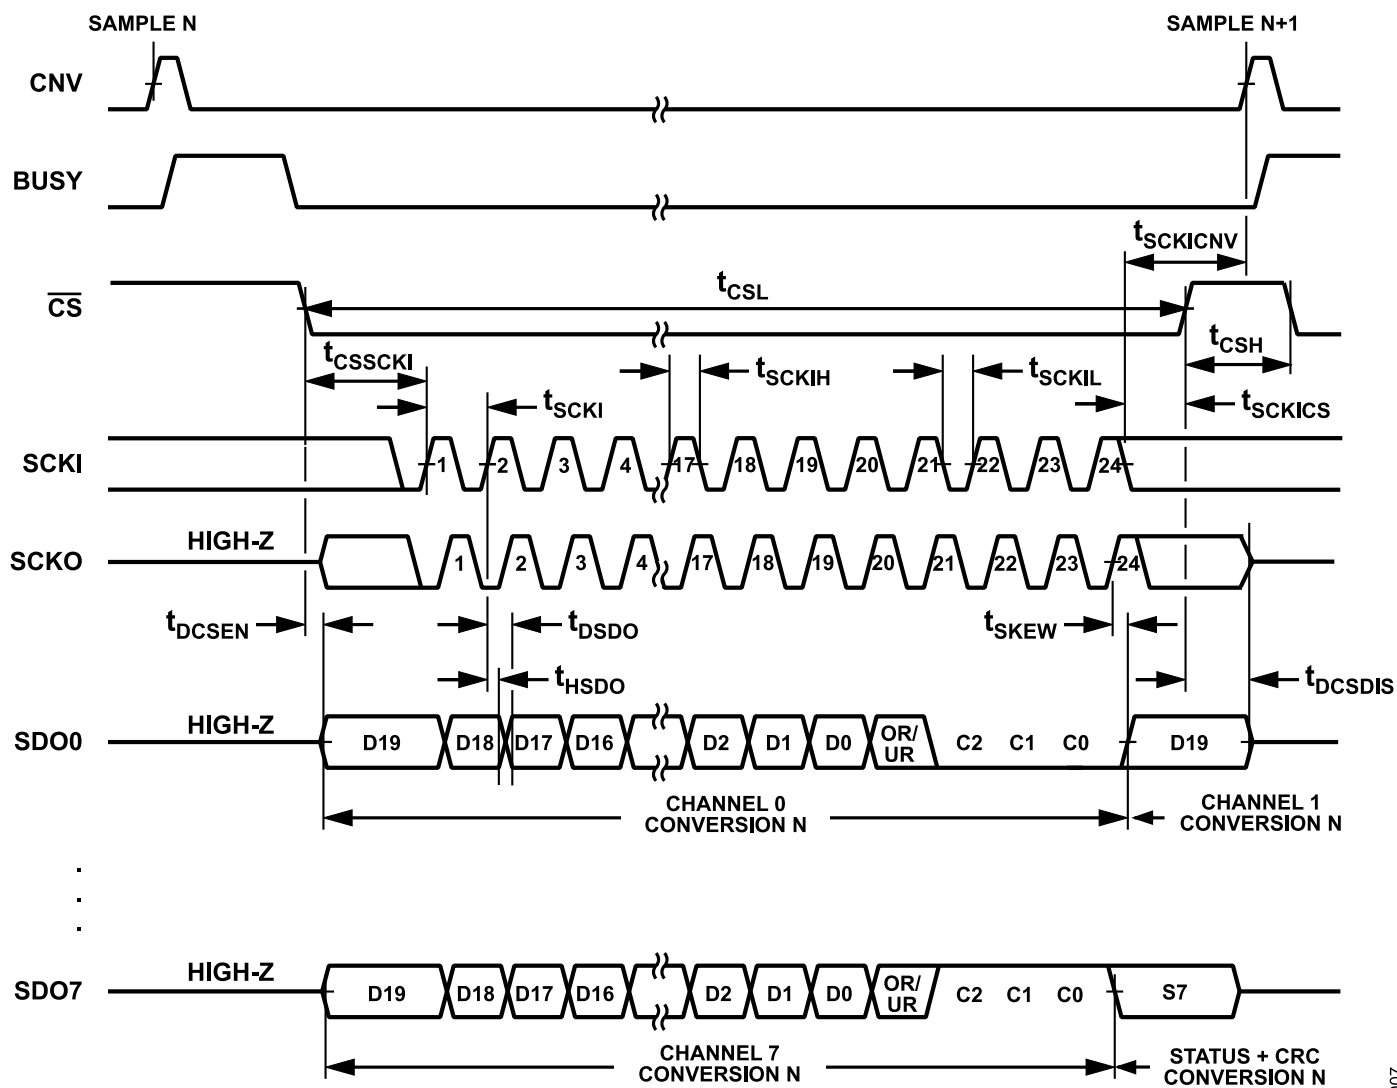 SAMPLE N
SAMPLE N+1
CNV
BUSY
tSCKICNV
CS
tCSL
tCSSCKI
tSCKIH
tSCKIL
tCSH
tSCKI
tSCKICS
SCKI
1 2 3 4 17 18 19 20 21 22 23 24
HIGH-Z
SCKO
1 2 3 4 17 18 19 20 21 22 23 24
tDCSEN
tDSDO
tSKEW
tHSDO
tDCSDIS
HIGH-Z
SDO0
D19 D18 D17 D16 D2 D1 D0 OR/
UR C2 C1 C0 D19
CHANNEL 0
CONVERSION N
CHANNEL 1
CONVERSION N
HIGH-Z
SDO7
D19 D18 D17 D16 D2 D1 D0 OR/
UR C2 C1 C0 S7
CHANNEL 7
CONVERSION N
STATUS + CRC
CONVERSION N